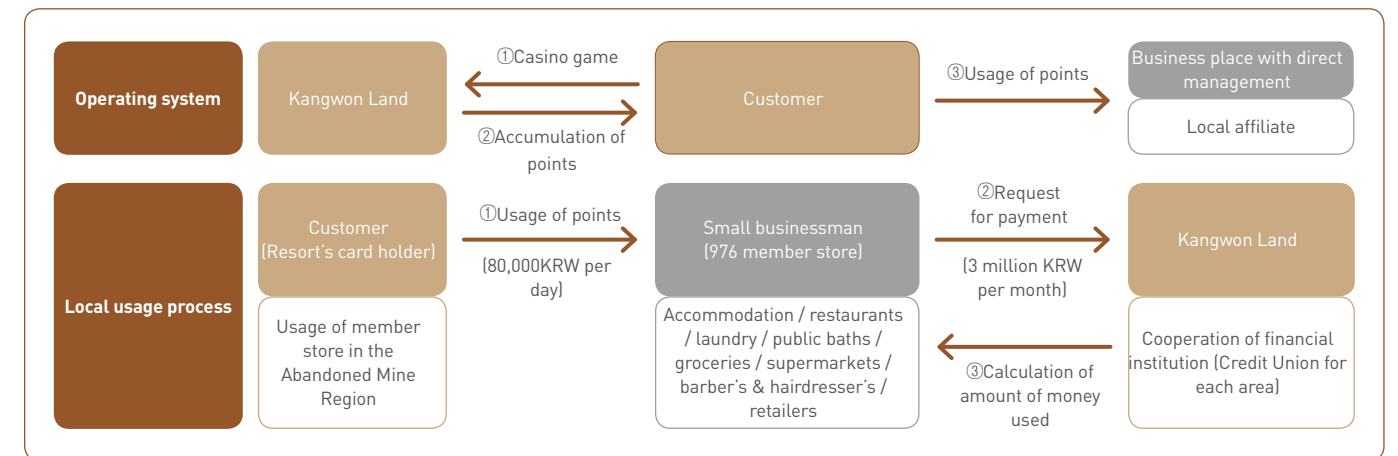 Operating system
Kangwon Land
①Casino game
②Accumulation of
points
Customer
③Usage of points
Business place with direct
management
Local affiliate
Local usage process
Customer
(Resort's card holder)
Usage of member
store in the
Abandoned Mine
Region
①Usage of points
(80,000KRW per
day)
Small businessman
(976 member store)
Accommodation / restaurants
/ laundry / public baths /
groceries / supermarkets /
barber's & hairdresser's /
retailers
②Request
for payment
(3 million KRW
per month)
③Calculation of
amount of money
used
Kangwon Land
Cooperation of financial
institution (Credit Union for
each area)